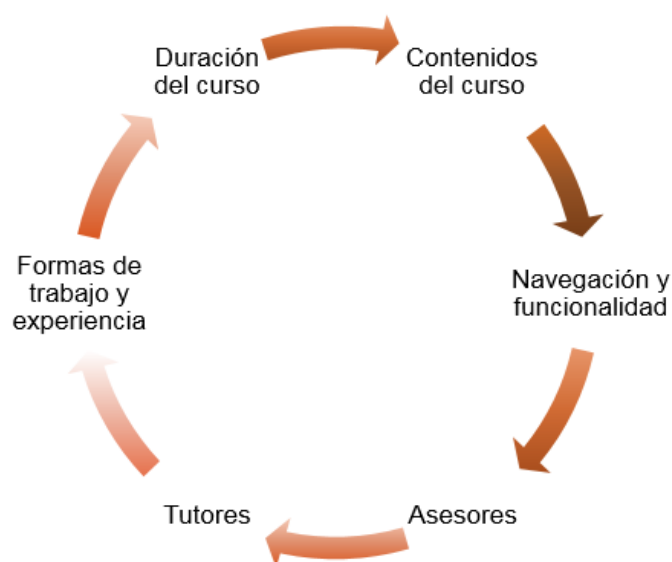 Duración
del curso
Contenidos
del curso
Navegación y
funcionalidad
Asesores
Tutores
Formas de
trabajo y
experiencia